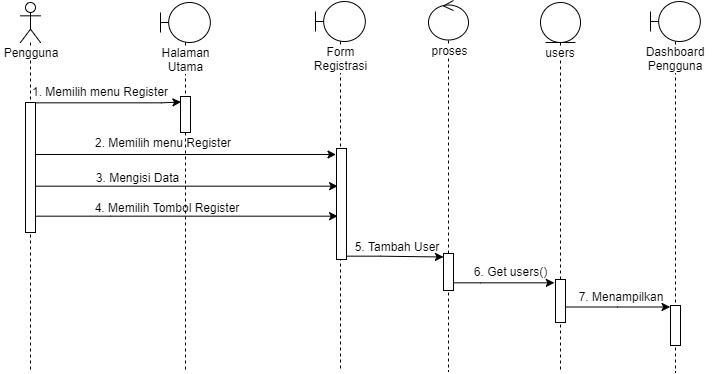 Pengguna
Halaman
Utama
Form
Registrasi
proses
users
Dashboard
Pengguna
1. Memilih menu Register
2. Memilih menu Register
3. Mengisi Data
4. Memilih Tombol Register
5. Tambah User
6. Get users()
7. Menampilkan